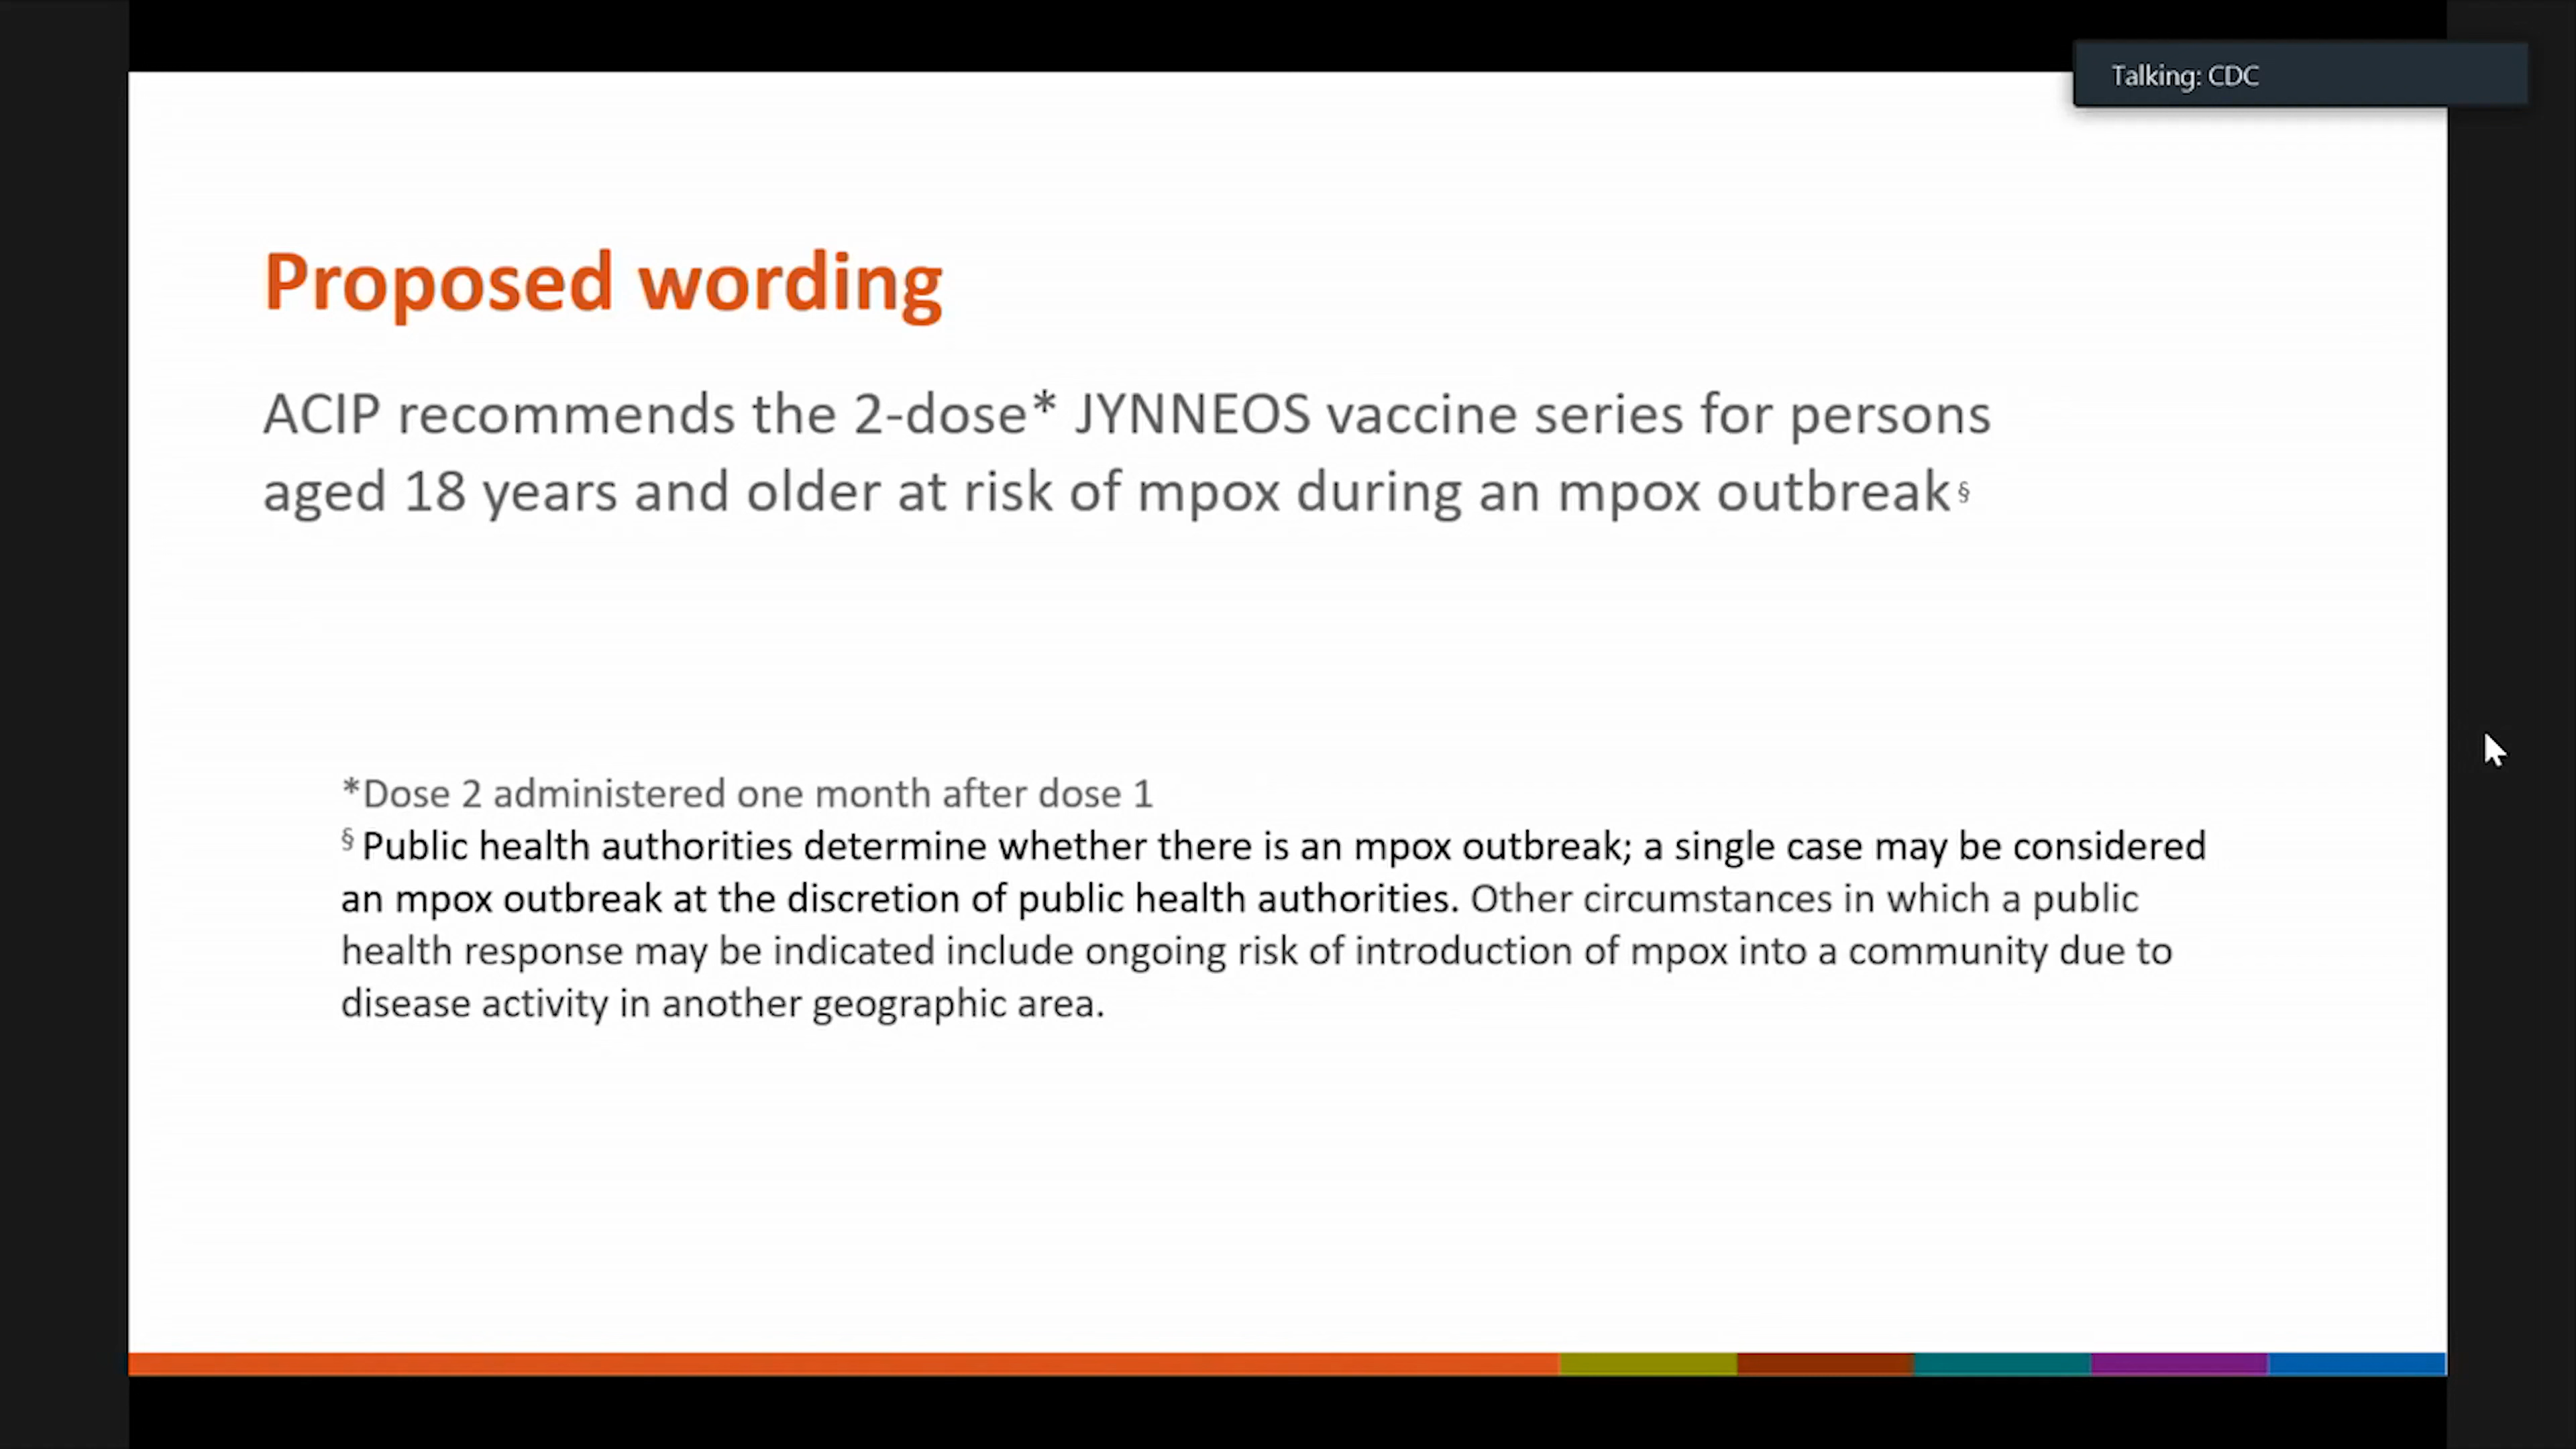 Talking: CDC
Proposed wording
ACIP recommends the 2-dose* JYNNEOS vaccine series for persons
aged 18 years and older at risk of mpox during an mpox outbreak§
*Dose 2 administered one month after dose 1
§ Public health authorities determine whether there is an mpox outbreak; a single case may be considered
an mpox outbreak at the discretion of public health authorities. Other circumstances in which a public
health response may be indicated include ongoing risk of introduction of mpox into a community due to
disease activity in another geographic area.